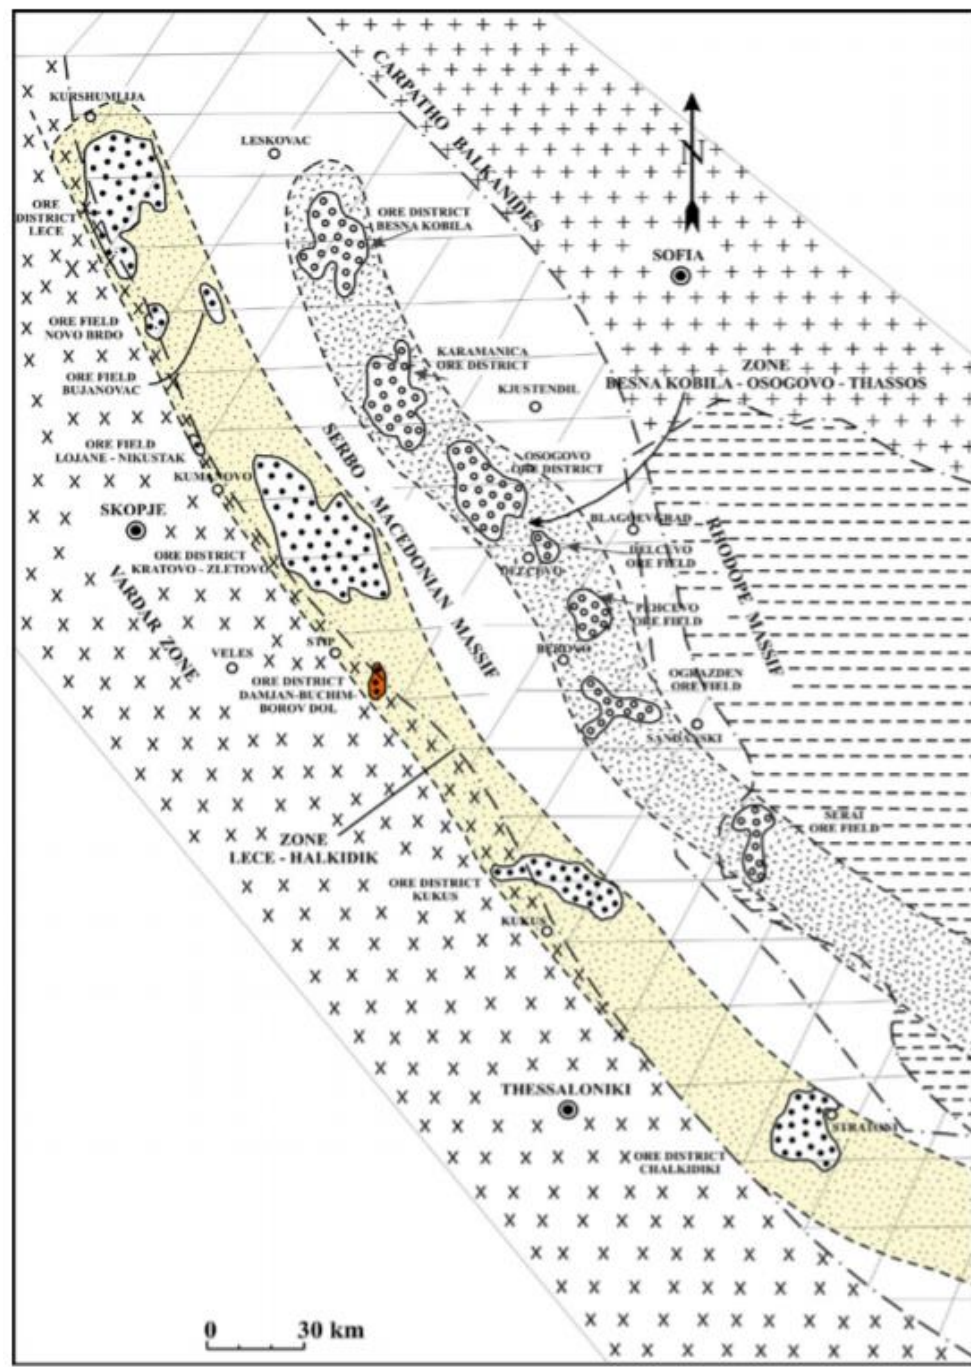 CARPATHO BALKANIDES
KURSHUMLIJA
LESKOVAC
N
ORE
DISTRICT
LECE
ORE DISTRICT
BESNA KOBILA
SOFIA
ORE FIELD
NOVO BRDO
KARAMANICA
ORE DISTRICT
ZONE
BESNA KOBILA - OSOGOVO - THASSOS
ORE FIELD
BUJANOVAC
KJUSTENDIL
ORE FIELD
LOJANE - NIKUSTAK
SERBO - MACEDONIAN MASSIF
OSOGOVO
ORE DISTRICT
KUMANOVO
SKOPJE
BLAGOEVGRAD
RHODOPE MASSIF
ORE DISTRICT
KRATOVO - ZLETOVO
DELCEVO
ORE FIELD
DELCEVO
VARDAR ZONE
PEHCEVO
ORE FIELD
STIP
VELES
BEROVO
ORE DISTRICT
DAMJAN-BUCHIM-
BOROV DOL
OGRAZDEN
ORE FIELD
SANDANSKI
SERAI
ORE FIELD
ZONE
LECE - HALKIDIK
ORE DISTRICT
KUKUS
KUKUS
THESSALONIKI
STRATONI
ORE DISTRICT
CHALKIDIKI
0 30 km